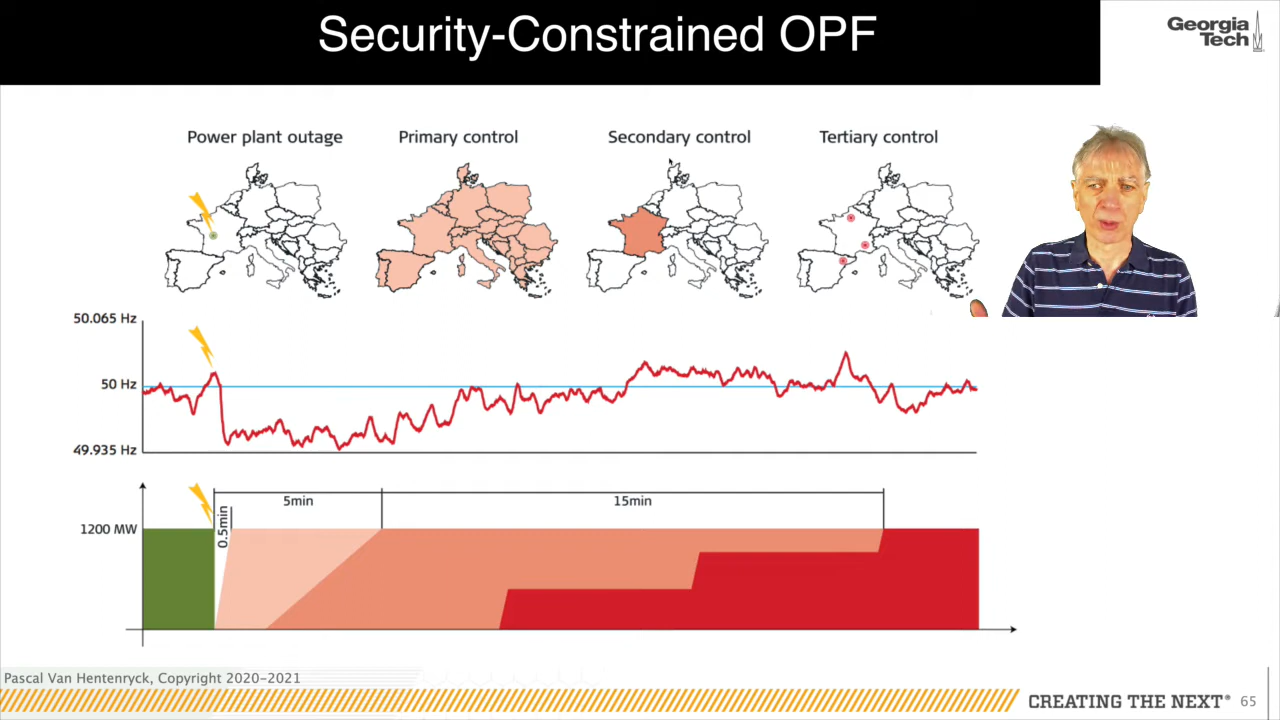 Security-Constrained OPF
Georgia
Tech
Power plant outage
Primary control
Secondary control
Tertiary control
50.065 Hz
50 Hz
49.935 Hz
5min
15min
0.5min
1200 MW
Pascal Van Hentenryck, Copyright 2020-2021
CREATING THE NEXT® 65